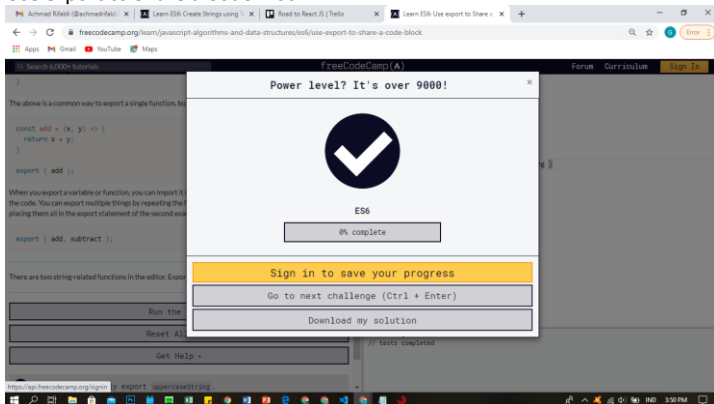 Achmad Rifaldi (@achmadrifaldi
Learn ES6: Create Strings using T
Road to React JS | Trello
Learn ES6: Use export to Share a
freecodecamp.org/learn/javascript-algorithms-and-data-structures/es6/use-export-to-share-a-code-block
G Error
Apps Gmail YouTube Maps
Search 6,000+ tutorials
freeCodeCamp(🔥)
Forum Curriculum Sign In
}
The above is a common way to export a single function, bu
const add = (x, y) => {
return x + y;
}
export { add };
When you export a variable or function, you can import it i
the code. You can export multiple things by repeating the f
placing them all in the export statement of the second exa
export { add, subtract };
There are two string-related functions in the editor. Expor
Run the
Reset All
Get Help
Power level? It's over 9000!
×
ES6
0% complete
Sign in to save your progress
Go to next challenge (Ctrl + Enter)
Download my solution
// tests completed
https://api.freecodecamp.org/signin
y export uppercaseString.
IND 3:50 PM